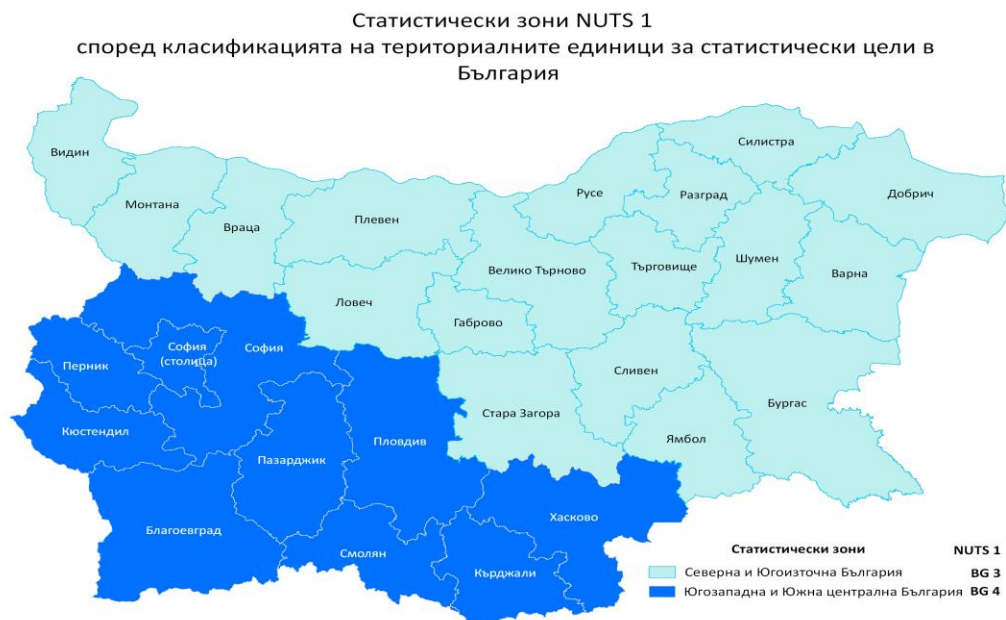 Статистически зони NUTS 1
според класификацията на териториалните единици за статистически цели в
България
Видин
Монтана
Враца
Плевен
Ловеч
Велико Търново
Габрово
Русе
Разград
Силистра
Добрич
Търговище
Шумен
Варна
Сливен
Бургас
Стара Загора
Ямбол
София
(столица)
София
Перник
Кюстендил
Пазарджик
Пловдив
Благоевград
Смолян
Кърджали
Хасково
Статистически зони NUTS 1
Северна и Югоизточна България BG 3
Югозападна и Южна централна България BG 4